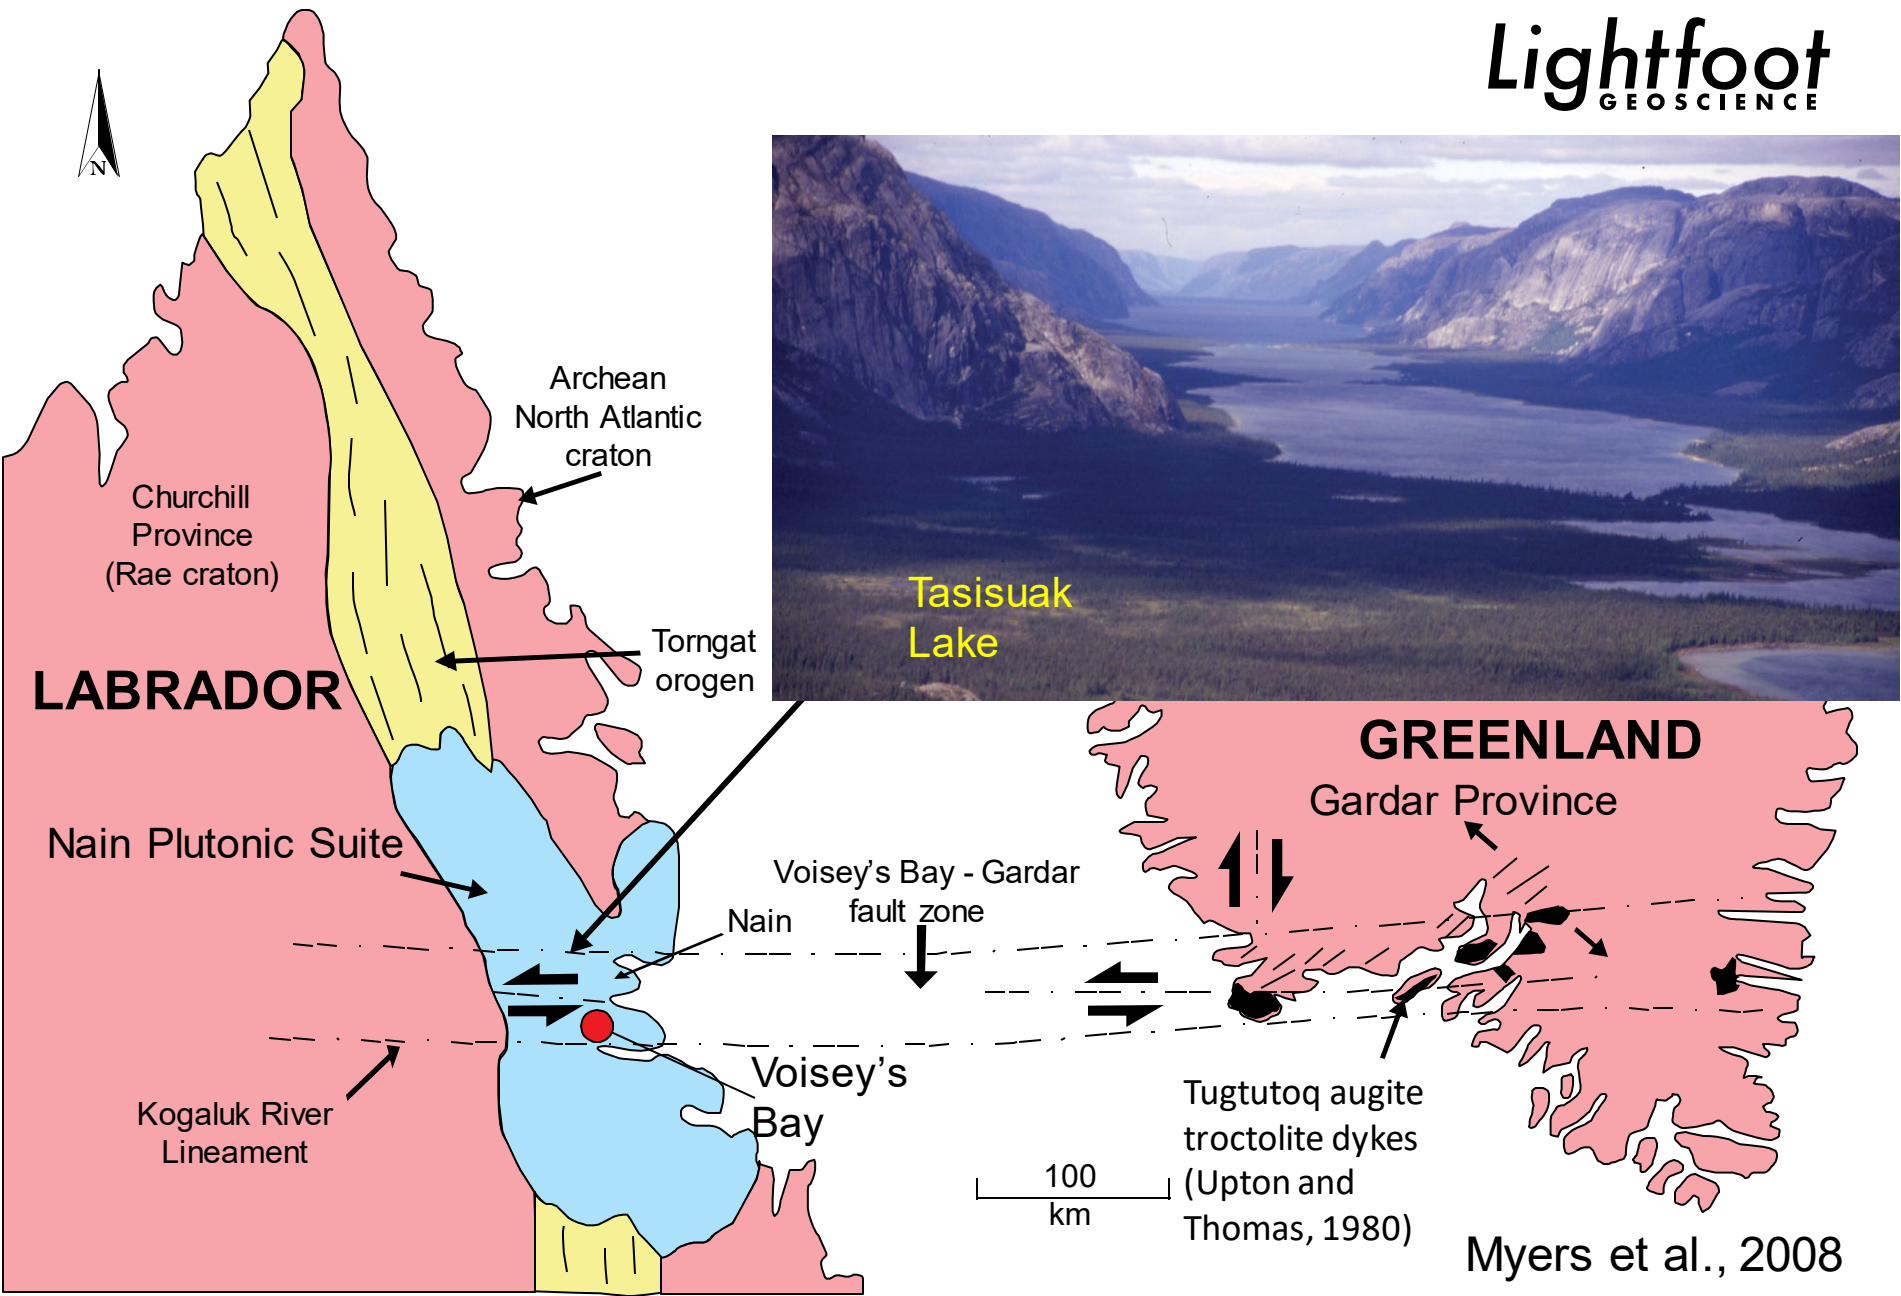 Lightfoot
GEOSCIENCE
N
Archean
North Atlantic
craton
Churchill
Province
(Rae craton)
Tasisuak
Lake
Torngat
orogen
LABRADOR
GREENLAND
Gardar Province
Nain Plutonic Suite
Voisey’s Bay - Gardar
fault zone
Nain
Voisey’s
Bay
Kogaluk River
Lineament
Tugtutoq augite
troctolite dykes
(Upton and
Thomas, 1980)
100
km
Myers et al., 2008